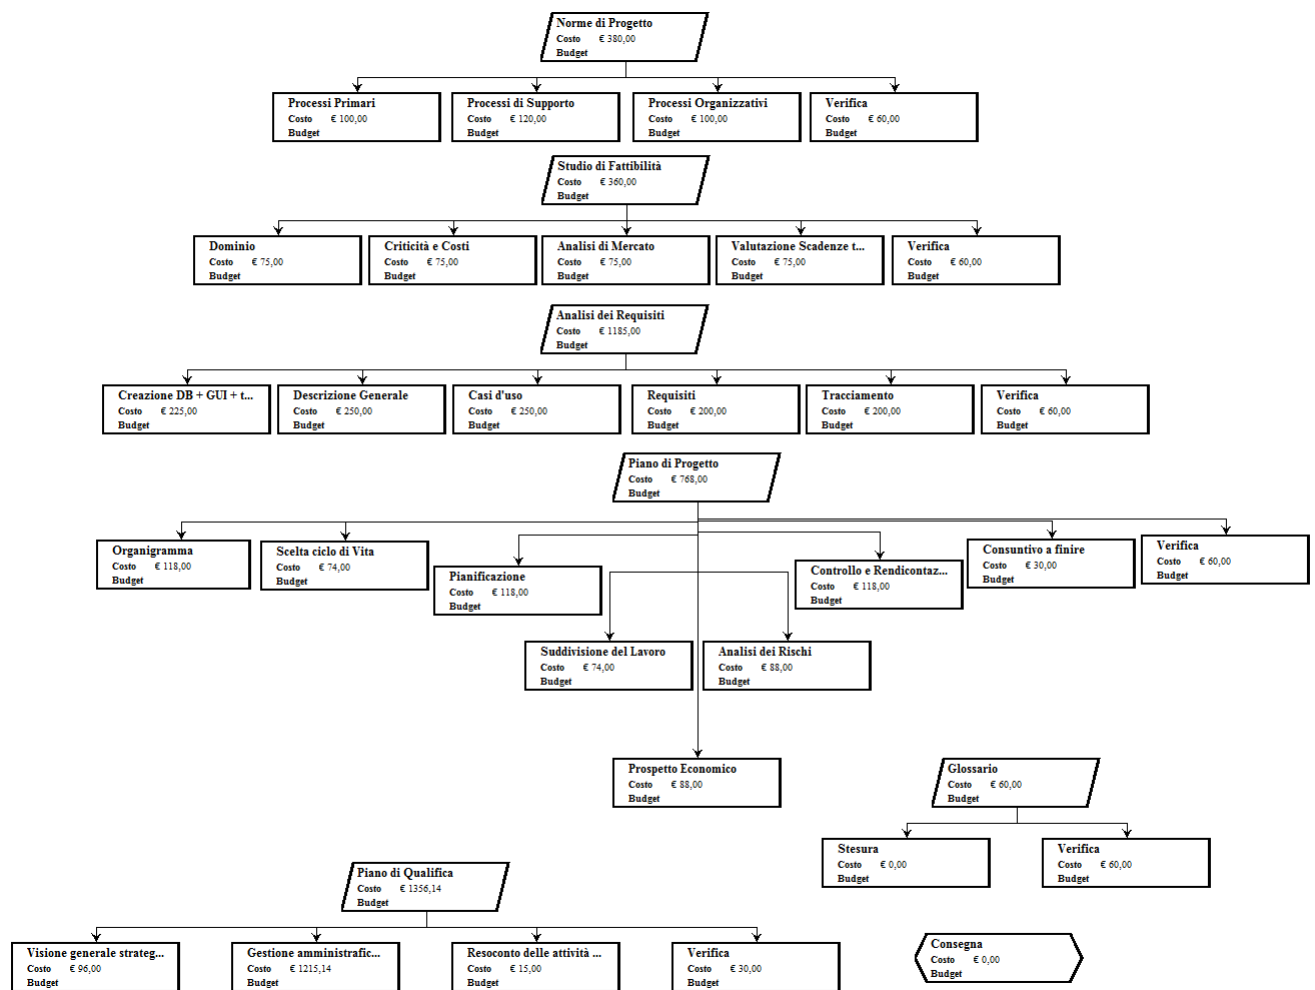 Norme di Progetto
Costo € 380,00
Budget
Processi Primari
Costo € 100,00
Budget
Processi di Supporto
Costo € 120,00
Budget
Processi Organizzativi
Costo € 100,00
Budget
Verifica
Costo € 60,00
Budget
Studio di Fattibilità
Costo € 360,00
Budget
Dominio
Costo € 75,00
Budget
Criticità e Costi
Costo € 75,00
Budget
Analisi di Mercato
Costo € 75,00
Budget
Valutazione Scadenze t...
Costo € 75,00
Budget
Verifica
Costo € 60,00
Budget
Analisi dei Requisiti
Costo € 1185,00
Budget
Creazione DB + GUI + t...
Costo € 225,00
Budget
Descrizione Generale
Costo € 250,00
Budget
Casi d'uso
Costo € 250,00
Budget
Requisiti
Costo € 200,00
Budget
Tracciamento
Costo € 200,00
Budget
Verifica
Costo € 60,00
Budget
Piano di Progetto
Costo € 768,00
Budget
Organigramma
Costo € 118,00
Budget
Scelta ciclo di Vita
Costo € 74,00
Budget
Pianificazione
Costo € 118,00
Budget
Controllo e Rendicontaz...
Costo € 118,00
Budget
Consuntivo a finire
Costo € 30,00
Budget
Verifica
Costo € 60,00
Budget
Suddivisione del Lavoro
Costo € 74,00
Budget
Analisi dei Rischi
Costo € 88,00
Budget
Prospetto Economico
Costo € 88,00
Budget
Glossario
Costo € 60,00
Budget
Stesura
Costo € 0,00
Budget
Verifica
Costo € 60,00
Budget
Piano di Qualifica
Costo € 1356,14
Budget
Visione generale strateg...
Costo € 96,00
Budget
Gestione amministrafic...
Costo € 1215,14
Budget
Resoconto delle attività ...
Costo € 15,00
Budget
Verifica
Costo € 30,00
Budget
Consegna
Costo € 0,00
Budget